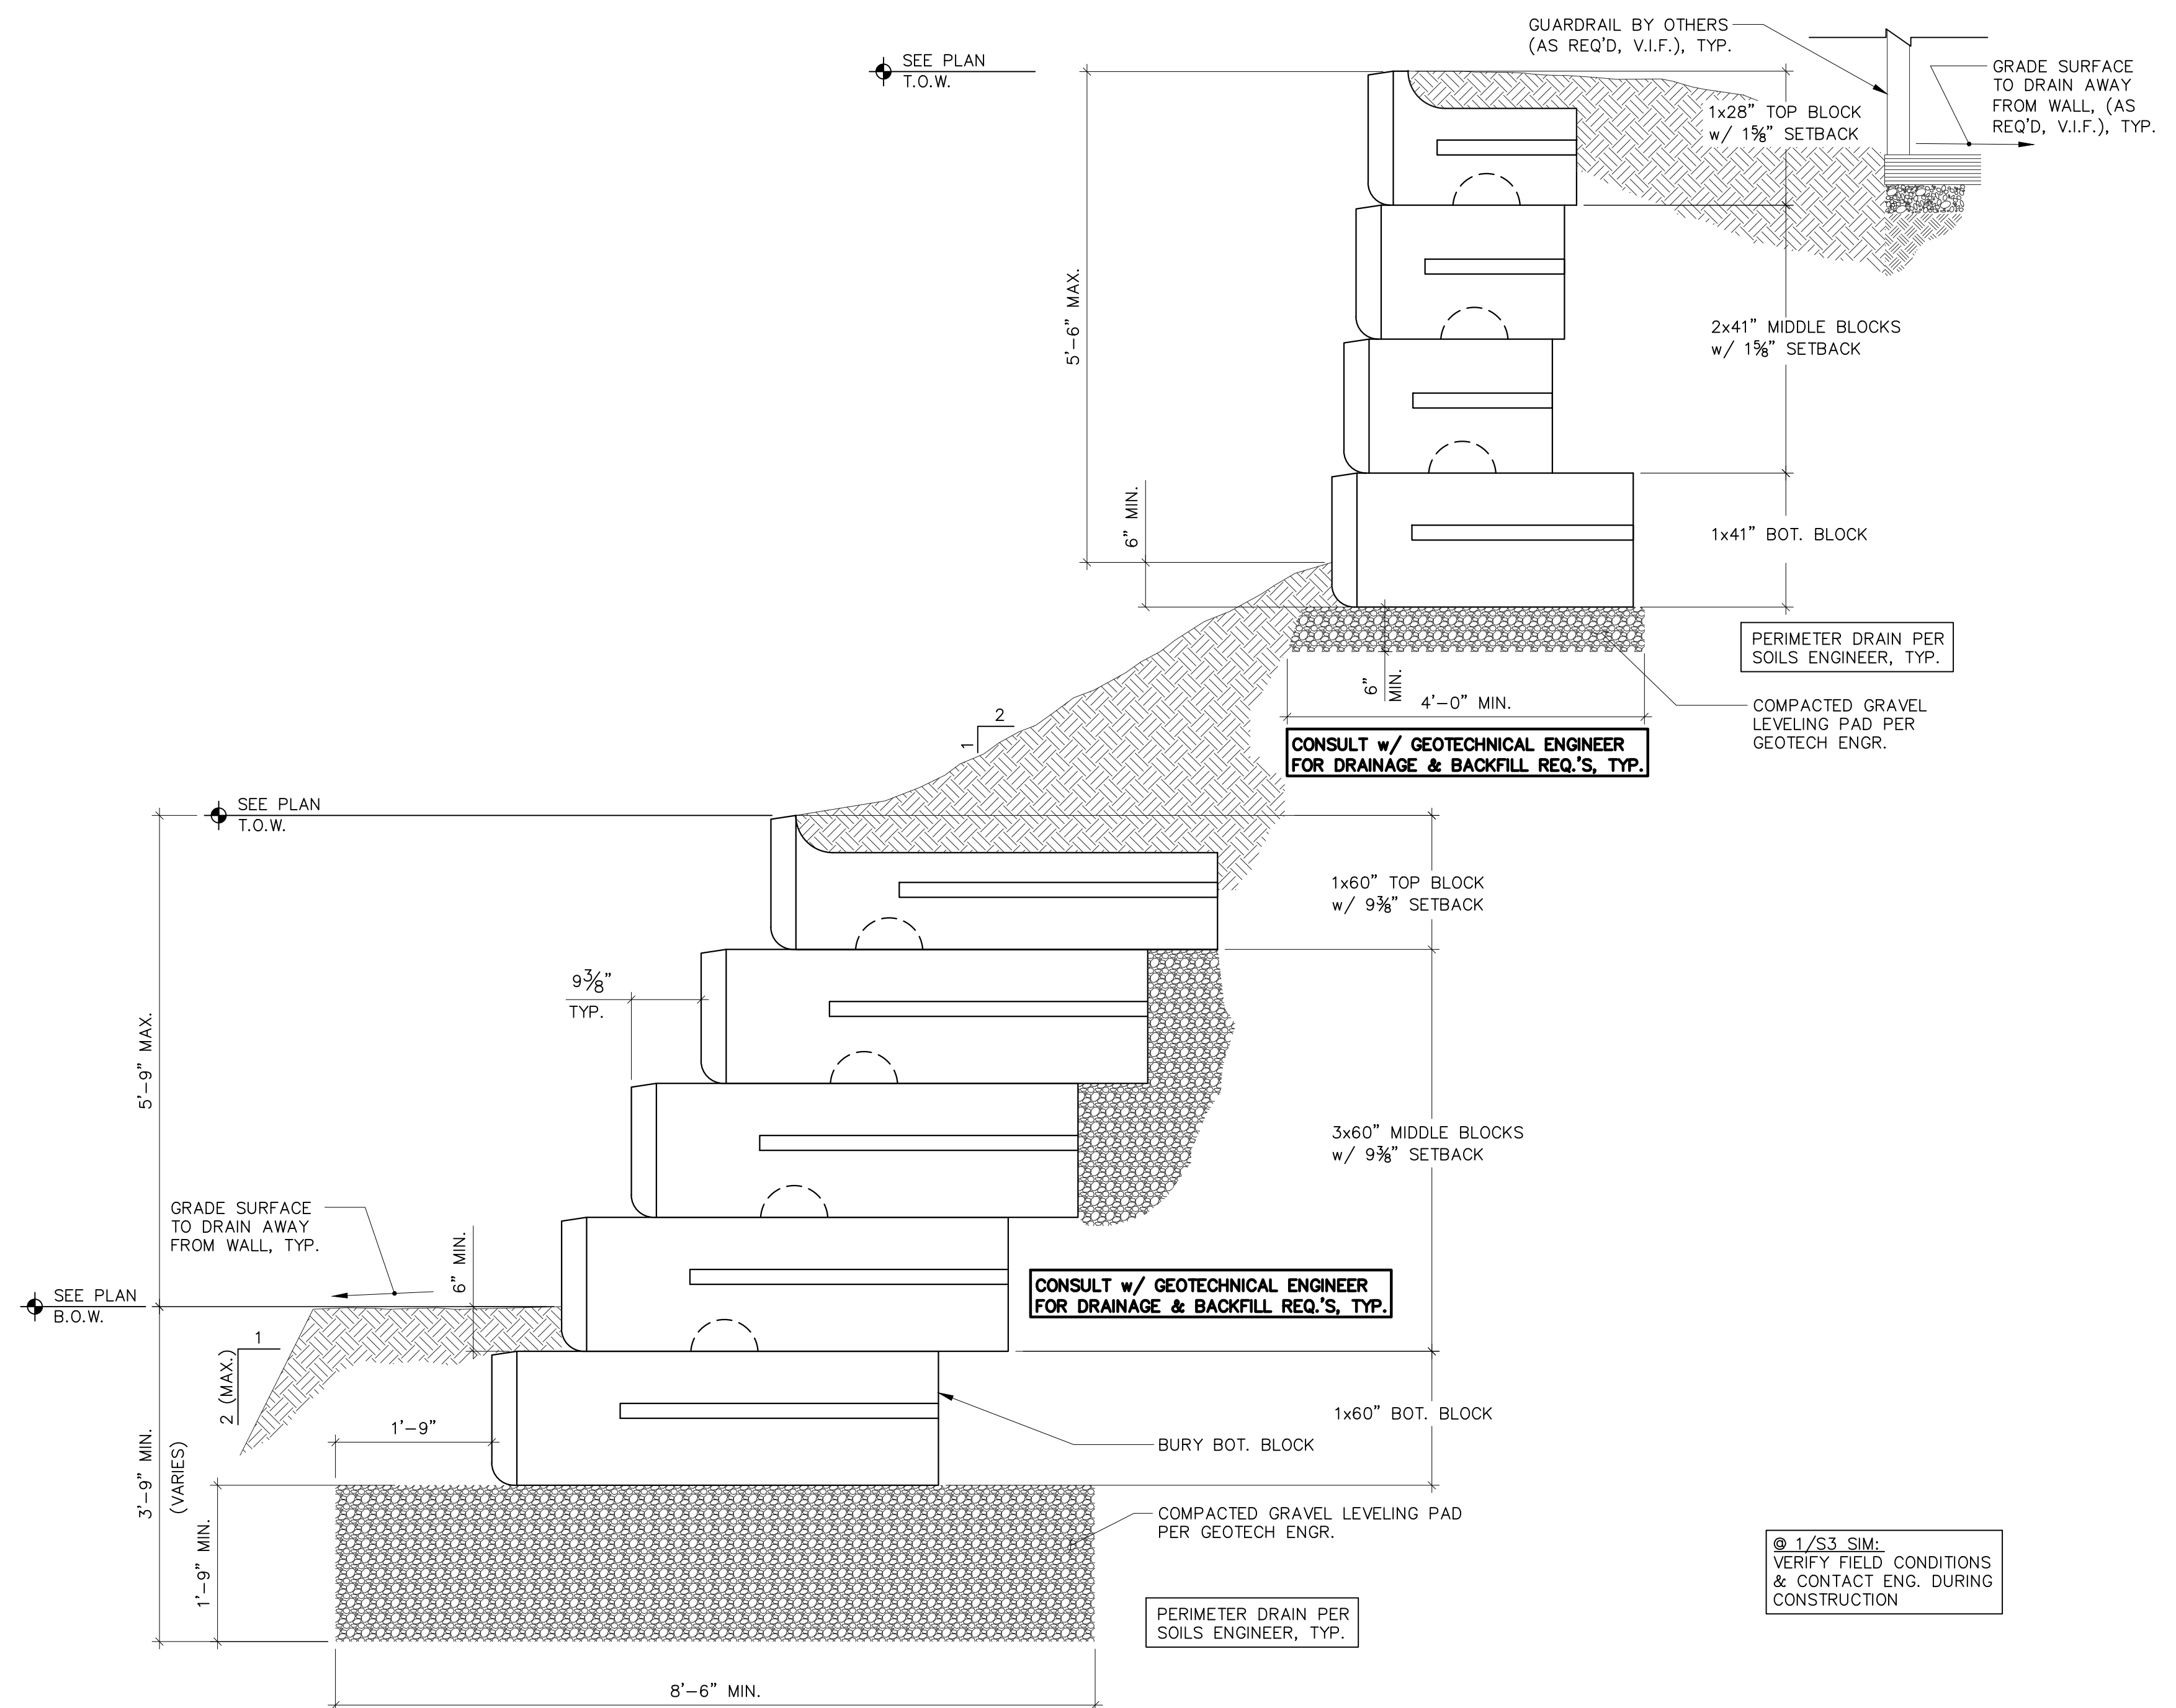 GUARDRAIL BY OTHERS
(AS REQ'D, V.I.F.), TYP.
SEE PLAN
T.O.W.
GRADE SURFACE
TO DRAIN AWAY
FROM WALL, (AS
REQ'D, V.I.F.), TYP.
1x28" TOP BLOCK
w/ 1⅝" SETBACK
5'-6" MAX.
2x41" MIDDLE BLOCKS
w/ 1⅝" SETBACK
6" MIN.
1x41" BOT. BLOCK
PERIMETER DRAIN PER
SOILS ENGINEER, TYP.
6"
MIN.
4'-0" MIN.
COMPACTED GRAVEL
LEVELING PAD PER
GEOTECH ENGR.
2
1
CONSULT w/ GEOTECHNICAL ENGINEER
FOR DRAINAGE & BACKFILL REQ.'S, TYP.
SEE PLAN
T.O.W.
1x60" TOP BLOCK
w/ 9⅜" SETBACK
9⅜"
TYP.
5'-9" MAX.
3x60" MIDDLE BLOCKS
w/ 9⅜" SETBACK
GRADE SURFACE
TO DRAIN AWAY
FROM WALL, TYP.
6" MIN.
CONSULT w/ GEOTECHNICAL ENGINEER
FOR DRAINAGE & BACKFILL REQ.'S, TYP.
SEE PLAN
B.O.W.
1
2 (MAX.)
1'-9"
1x60" BOT. BLOCK
BURY BOT. BLOCK
3'-9" MIN.
(VARIES)
1'-9" MIN.
COMPACTED GRAVEL LEVELING PAD
PER GEOTECH ENGR.
@ 1/S3 SIM:
VERIFY FIELD CONDITIONS
& CONTACT ENG. DURING
CONSTRUCTION
PERIMETER DRAIN PER
SOILS ENGINEER, TYP.
8'-6" MIN.